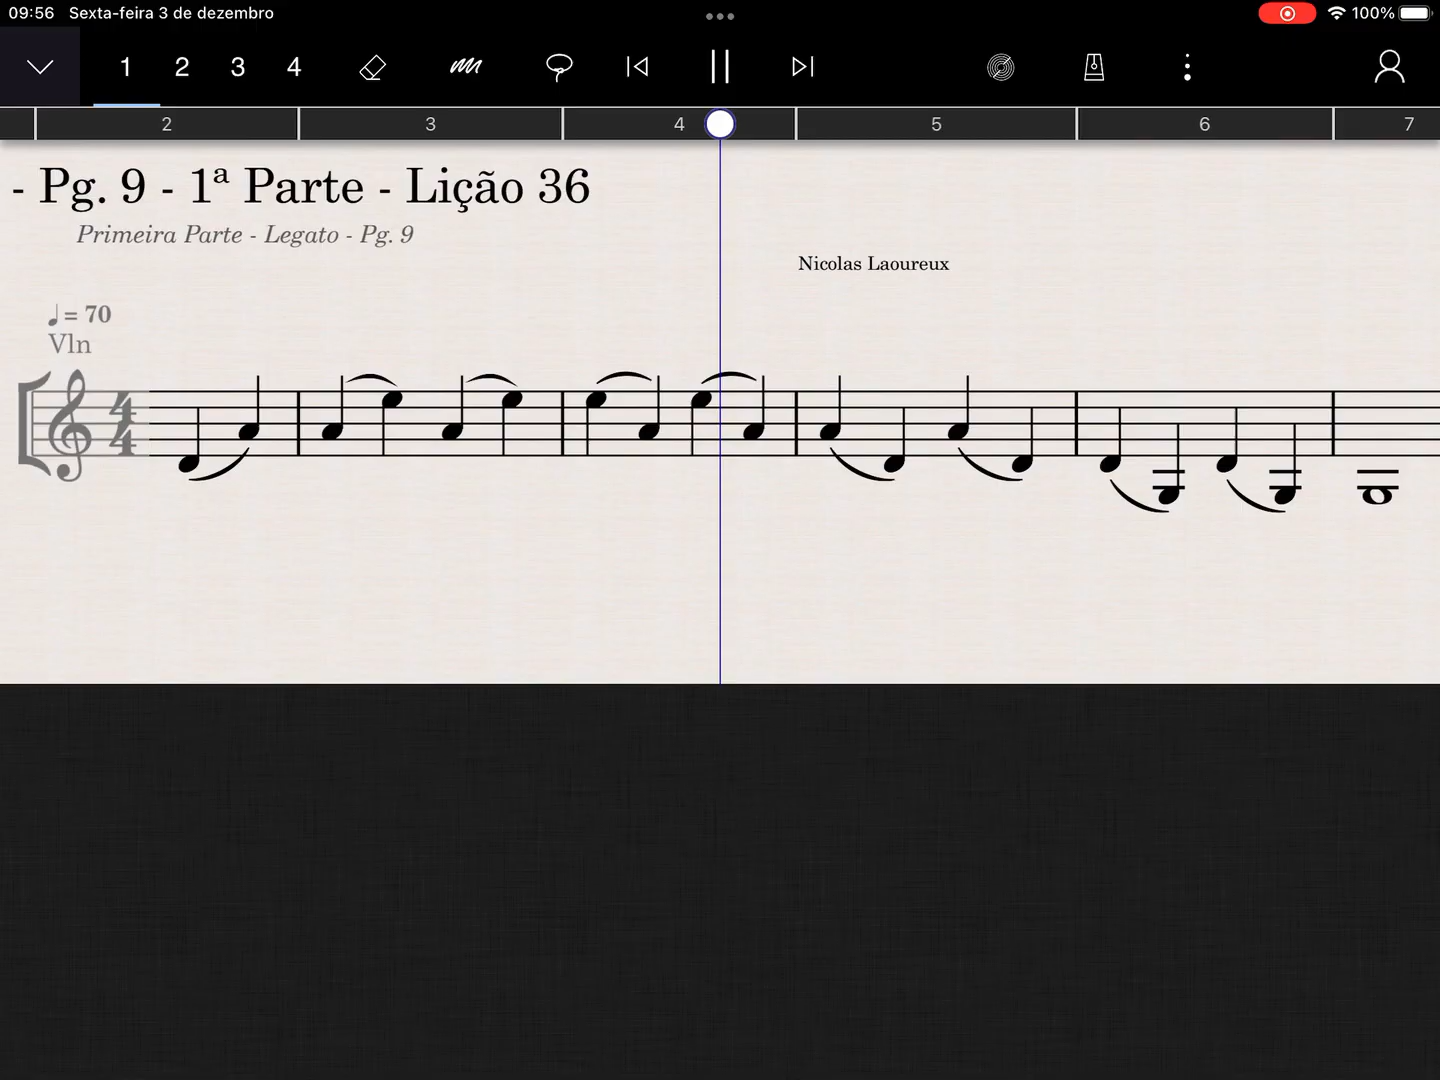 09:56 Sexta-feira 3 de dezembro
100%
1 2 3 4
2 3 4 5 6 7
- Pg. 9 - 1ª Parte - Lição 36
Primeira Parte - Legato - Pg. 9
Nicolas Laoureux
♩ = 70
Vln
4
4